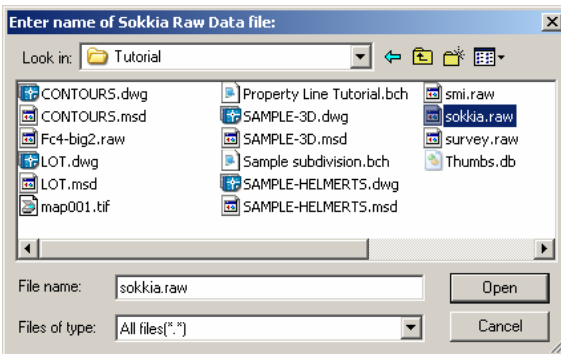 Enter name of Sokkia Raw Data file:
Look in: Tutorial
CONTOURS.dwg
CONTOURS.msd
Fc4-big2.raw
LOT.dwg
LOT.msd
map001.tif
Property Line Tutorial.bch
SAMPLE-3D.dwg
SAMPLE-3D.msd
Sample subdivision.bch
SAMPLE-HELMERTS.dwg
SAMPLE-HELMERTS.msd
smi.raw
sokkia.raw
survey.raw
Thumbs.db
File name: sokkia.raw Open
Files of type: All files(*.*) Cancel